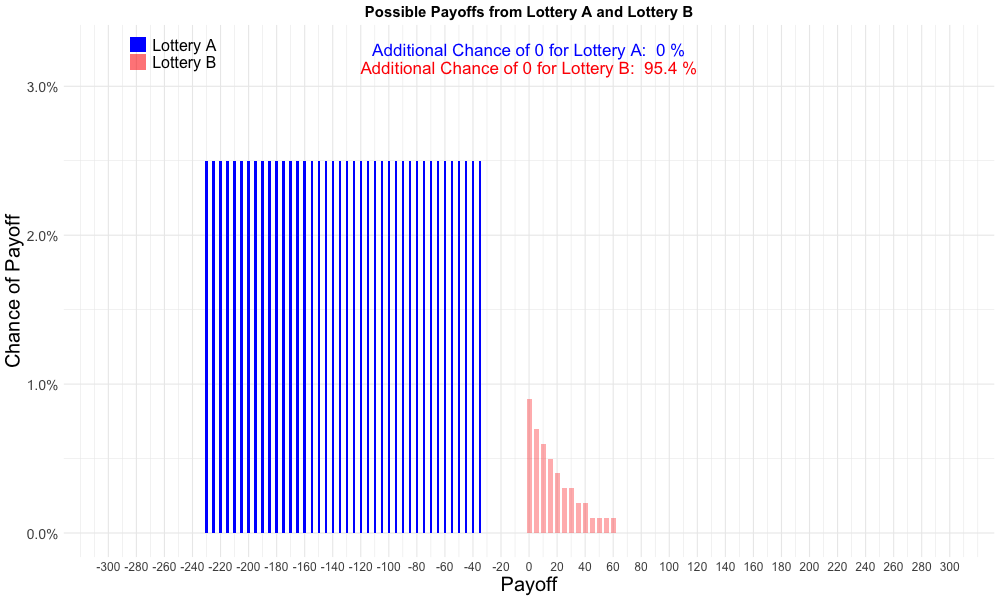 Possible Payoffs from Lottery A and Lottery B
Lottery A
Lottery B
Additional Chance of 0 for Lottery A:  0 %
Additional Chance of 0 for Lottery B:  95.4 %
Chance of Payoff
3.0%
2.0%
1.0%
0.0%
-300 -280 -260 -240 -220 -200 -180 -160 -140 -120 -100 -80 -60 -40 -20 0 20 40 60 80 100 120 140 160 180 200 220 240 260 280 300
Payoff